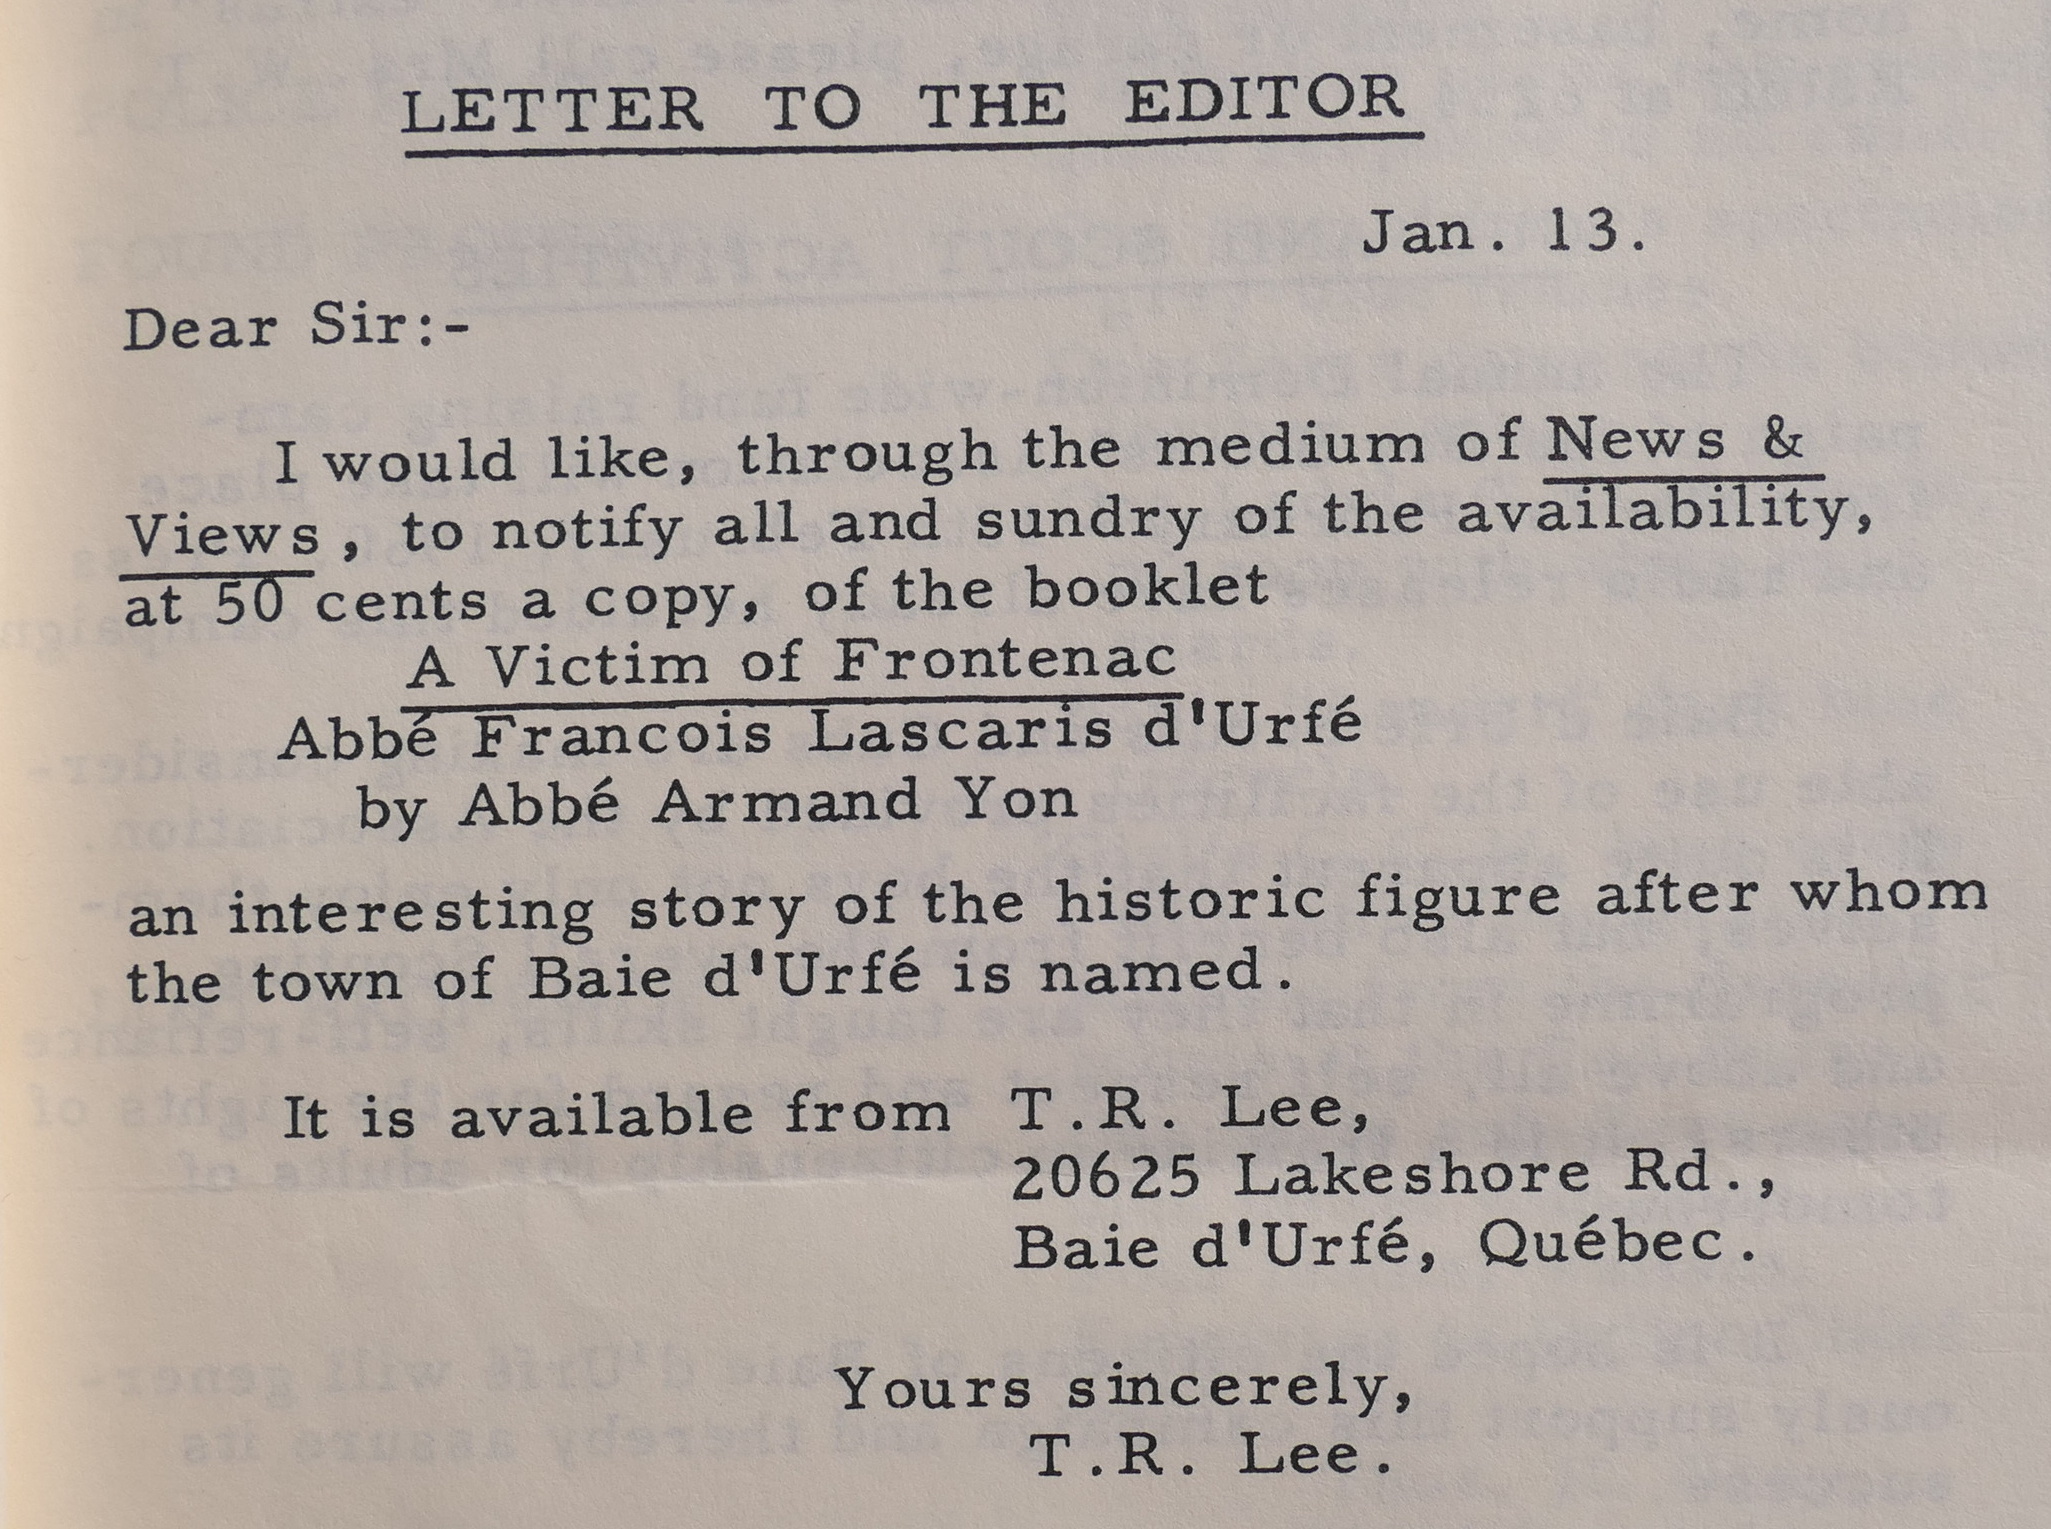 LETTER TO THE EDITOR
Jan. 13.
Dear Sir:-
I would like, through the medium of News &
Views, to notify all and sundry of the availability,
at 50 cents a copy, of the booklet
A Victim of Frontenac
Abbé Francois Lascaris d'Urfé
by Abbé Armand Yon
an interesting story of the historic figure after whom
the town of Baie d'Urfé is named.
It is available from T.R. Lee,
20625 Lakeshore Rd.,
Baie d'Urfé, Québec.
Yours sincerely,
T.R. Lee.